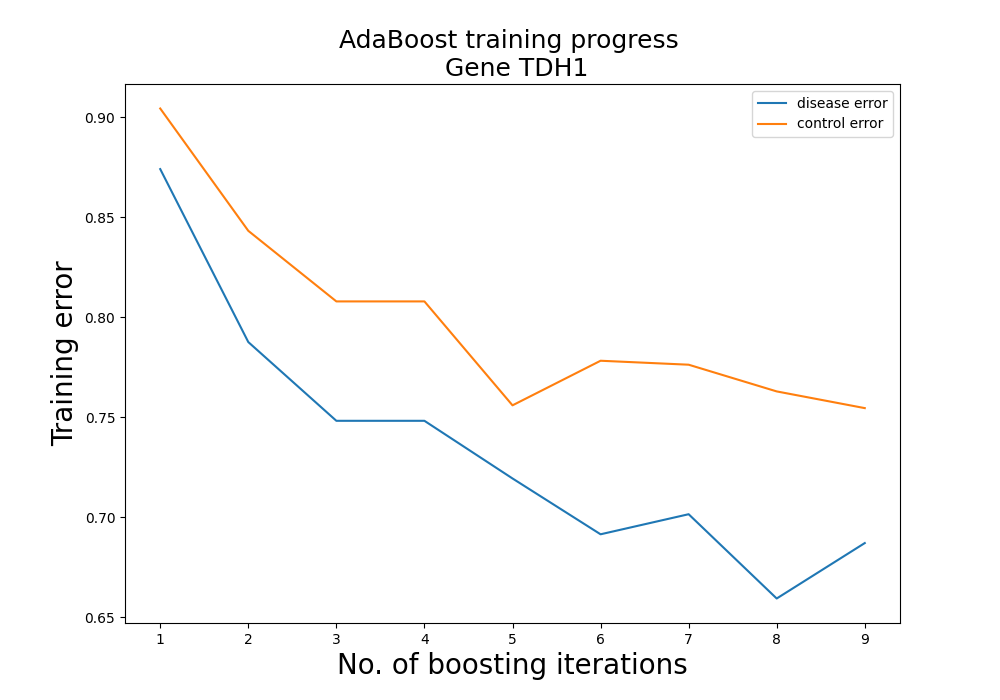 AdaBoost training progress
Gene TDH1
disease error
control error
Training error
0.90
0.85
0.80
0.75
0.70
0.65
1 2 3 4 5 6 7 8 9
No. of boosting iterations